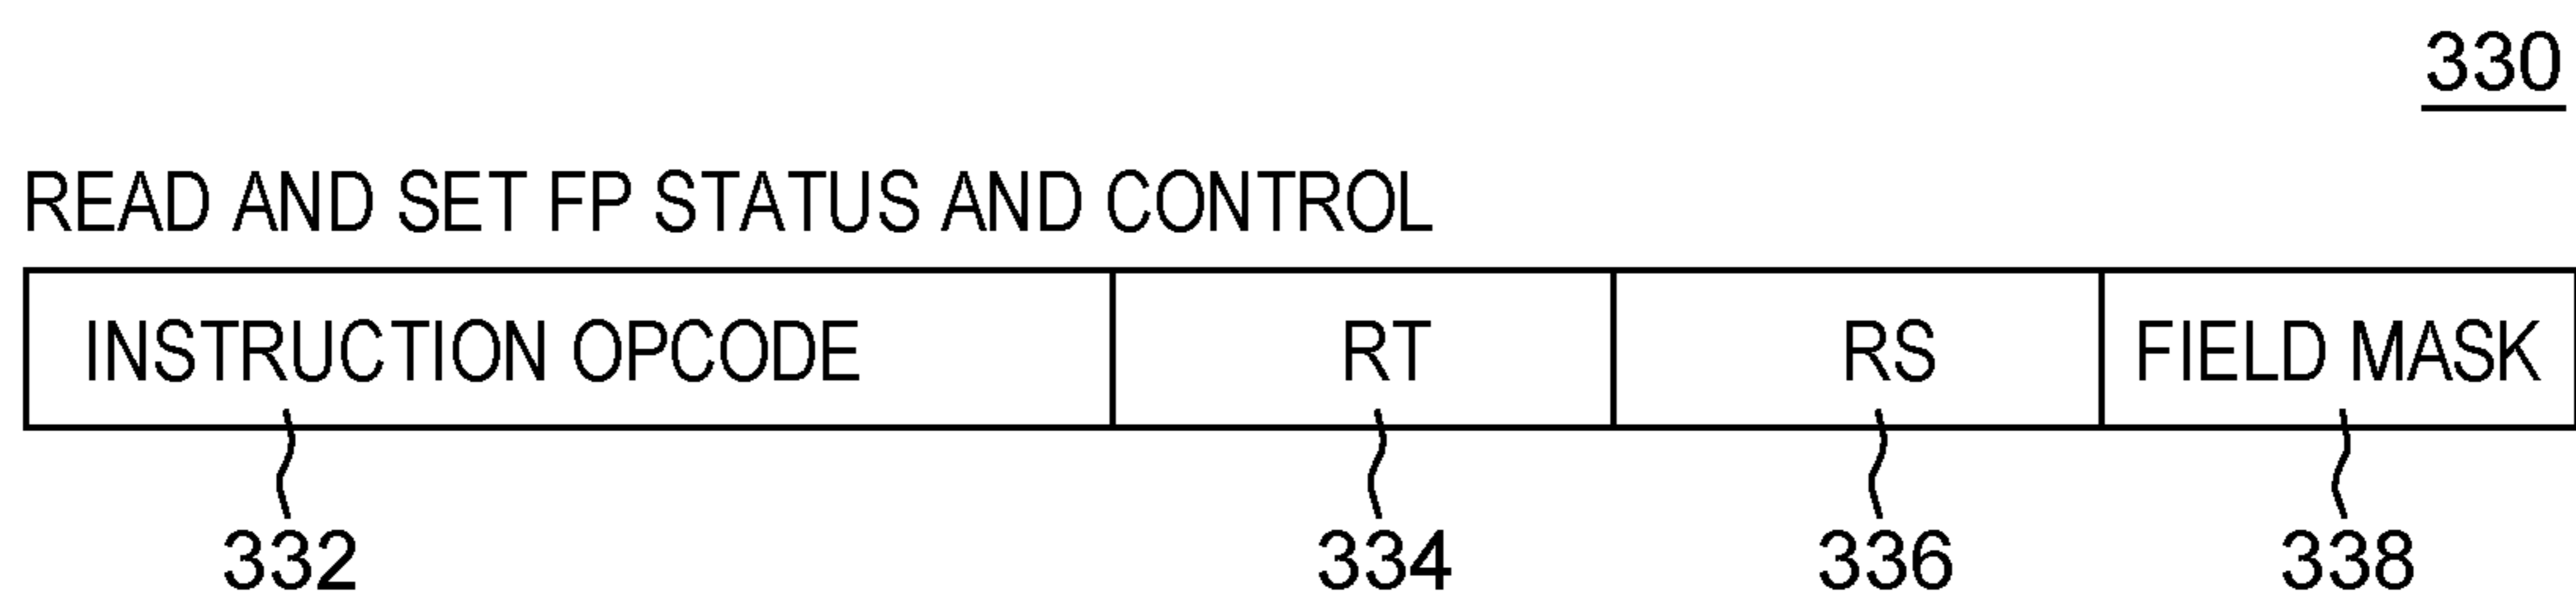 330
READ AND SET FP STATUS AND CONTROL
INSTRUCTION OPCODE RT RS FIELD MASK
332 334 336 338